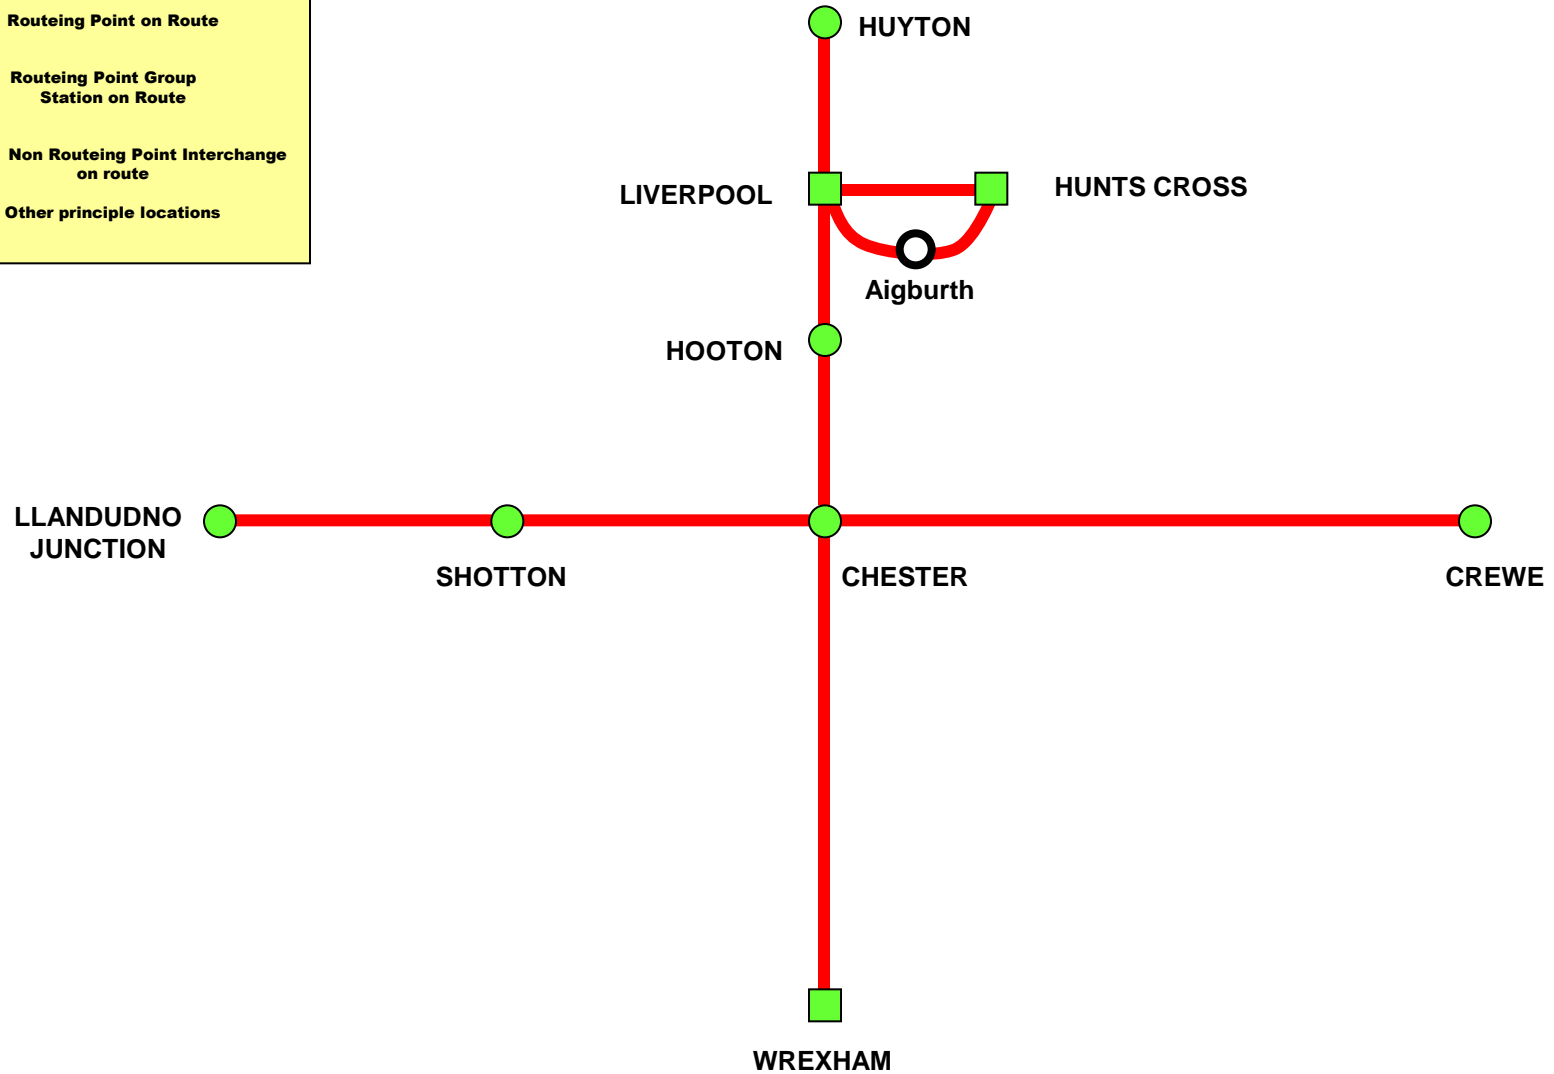 Routeing Point on Route
Routeing Point Group
Station on Route
Non Routeing Point Interchange
on route
Other principle locations
HUYTON
LIVERPOOL
HUNTS CROSS
Aigburth
HOOTON
LLANDUDNO
JUNCTION
SHOTTON
CHESTER
CREWE
WREXHAM